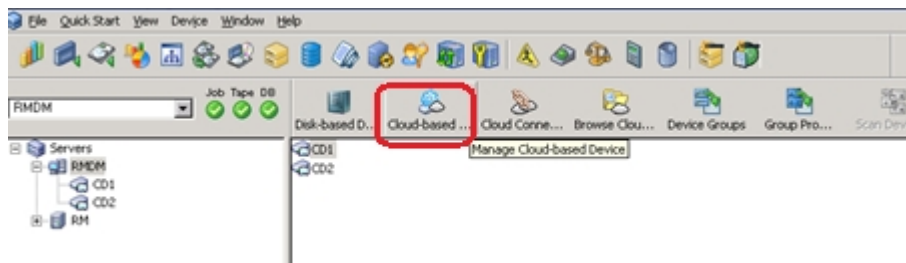 File Quick Start View Device Window Help
Job Tape DB
RMDM
Disk-based D... Cloud-based ... Cloud Conne... Browse Clou... Device Groups Group Pro... Scan Dev
Servers
RMDM
CD1
CD2
RM
CD1
Manage Cloud-based Device
CD2